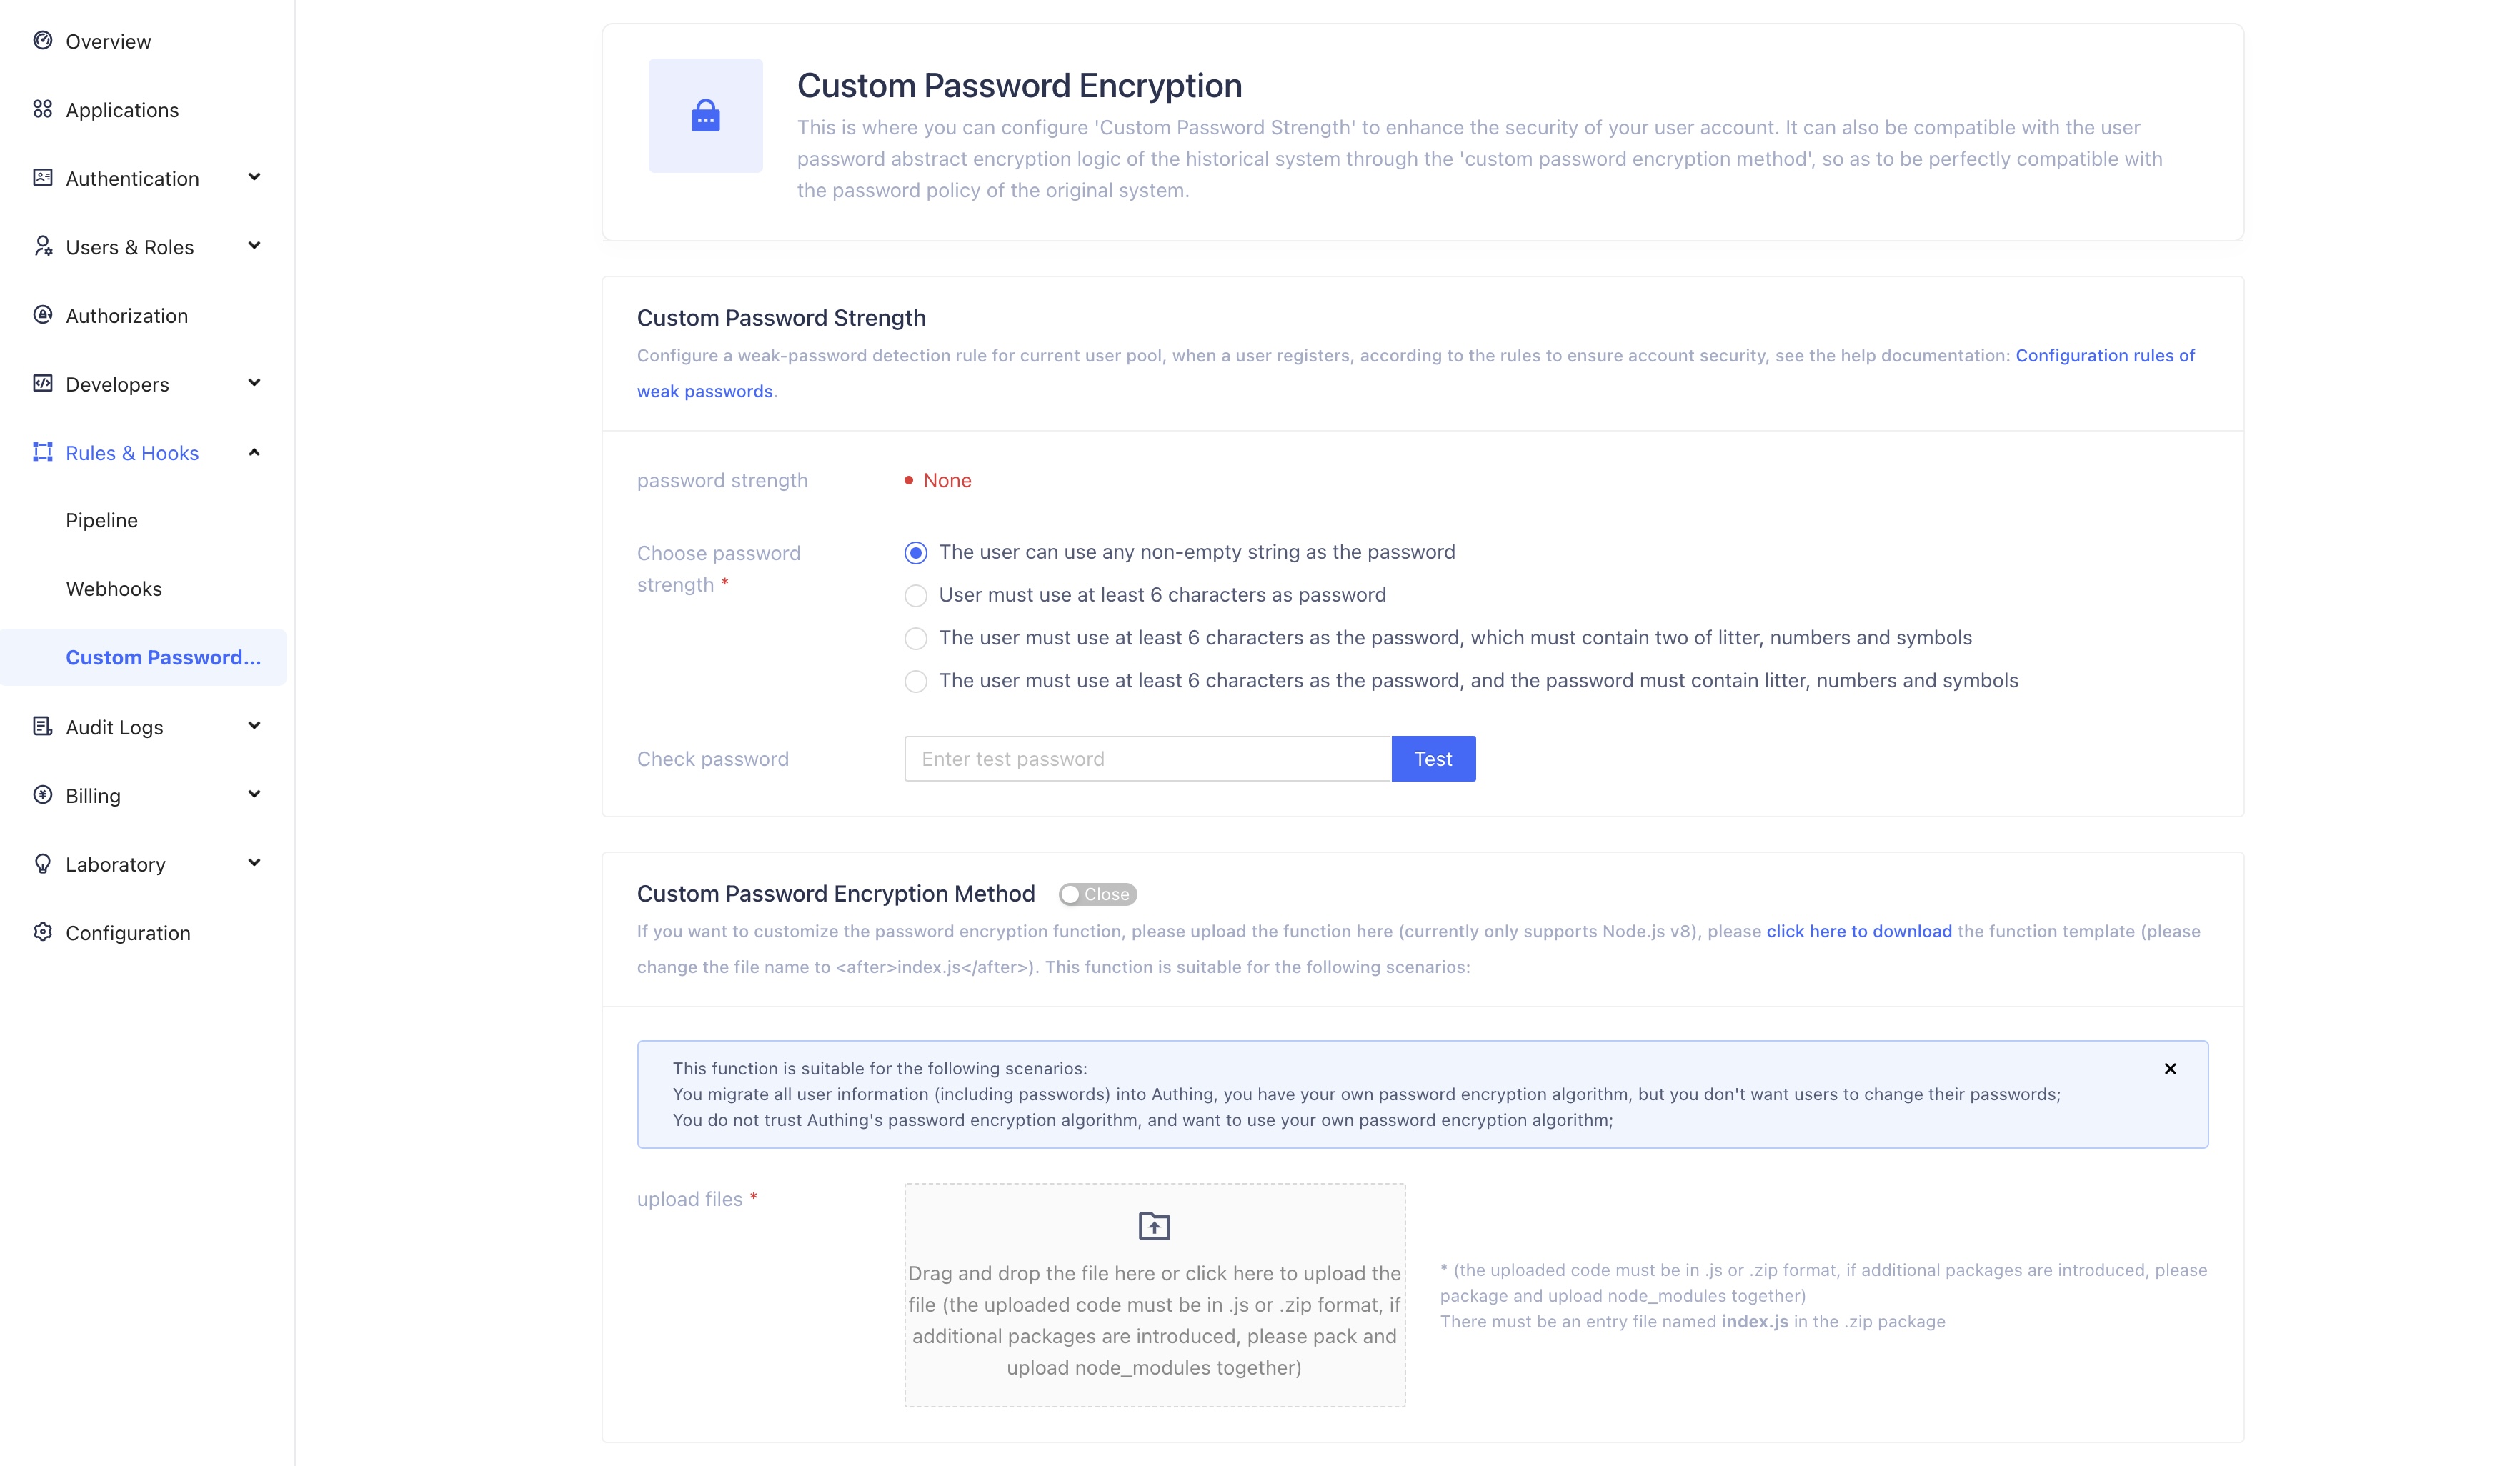 Overview
Applications
Authentication
Users & Roles
Authorization
Developers
Rules & Hooks
Pipeline
Webhooks
Custom Password...
Audit Logs
Billing
Laboratory
Configuration
Custom Password Encryption
This is where you can configure 'Custom Password Strength' to enhance the security of your user account. It can also be compatible with the user
password abstract encryption logic of the historical system through the 'custom password encryption method', so as to be perfectly compatible with
the password policy of the original system.
Custom Password Strength
Configure a weak-password detection rule for current user pool, when a user registers, according to the rules to ensure account security, see the help documentation: Configuration rules of
weak passwords.
password strength
None
Choose password
strength *
The user can use any non-empty string as the password
User must use at least 6 characters as password
The user must use at least 6 characters as the password, which must contain two of litter, numbers and symbols
The user must use at least 6 characters as the password, and the password must contain litter, numbers and symbols
Check password
Enter test password
Test
Custom Password Encryption Method
Close
If you want to customize the password encryption function, please upload the function here (currently only supports Node.js v8), please click here to download the function template (please
change the file name to <after>index.js</after>). This function is suitable for the following scenarios:
This function is suitable for the following scenarios:
You migrate all user information (including passwords) into Authing, you have your own password encryption algorithm, but you don't want users to change their passwords;
You do not trust Authing's password encryption algorithm, and want to use your own password encryption algorithm;
upload files *
Drag and drop the file here or click here to upload the
file (the uploaded code must be in .js or .zip format, if
additional packages are introduced, please pack and
upload node_modules together)
* (the uploaded code must be in .js or .zip format, if additional packages are introduced, please
package and upload node_modules together)
There must be an entry file named index.js in the .zip package